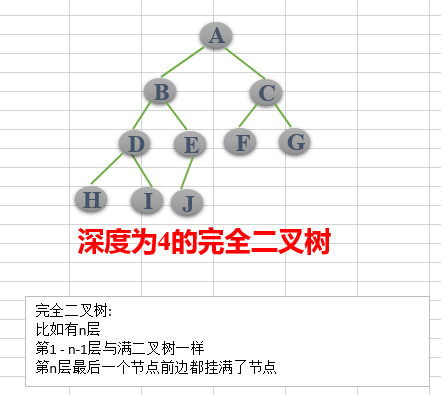 A
B
C
D
E
F
G
H
I
J
深度为4的完全二叉树
完全二叉树:
比如有n层
第1 - n-1层与满二叉树一样
第n层最后一个节点前边都挂满了节点